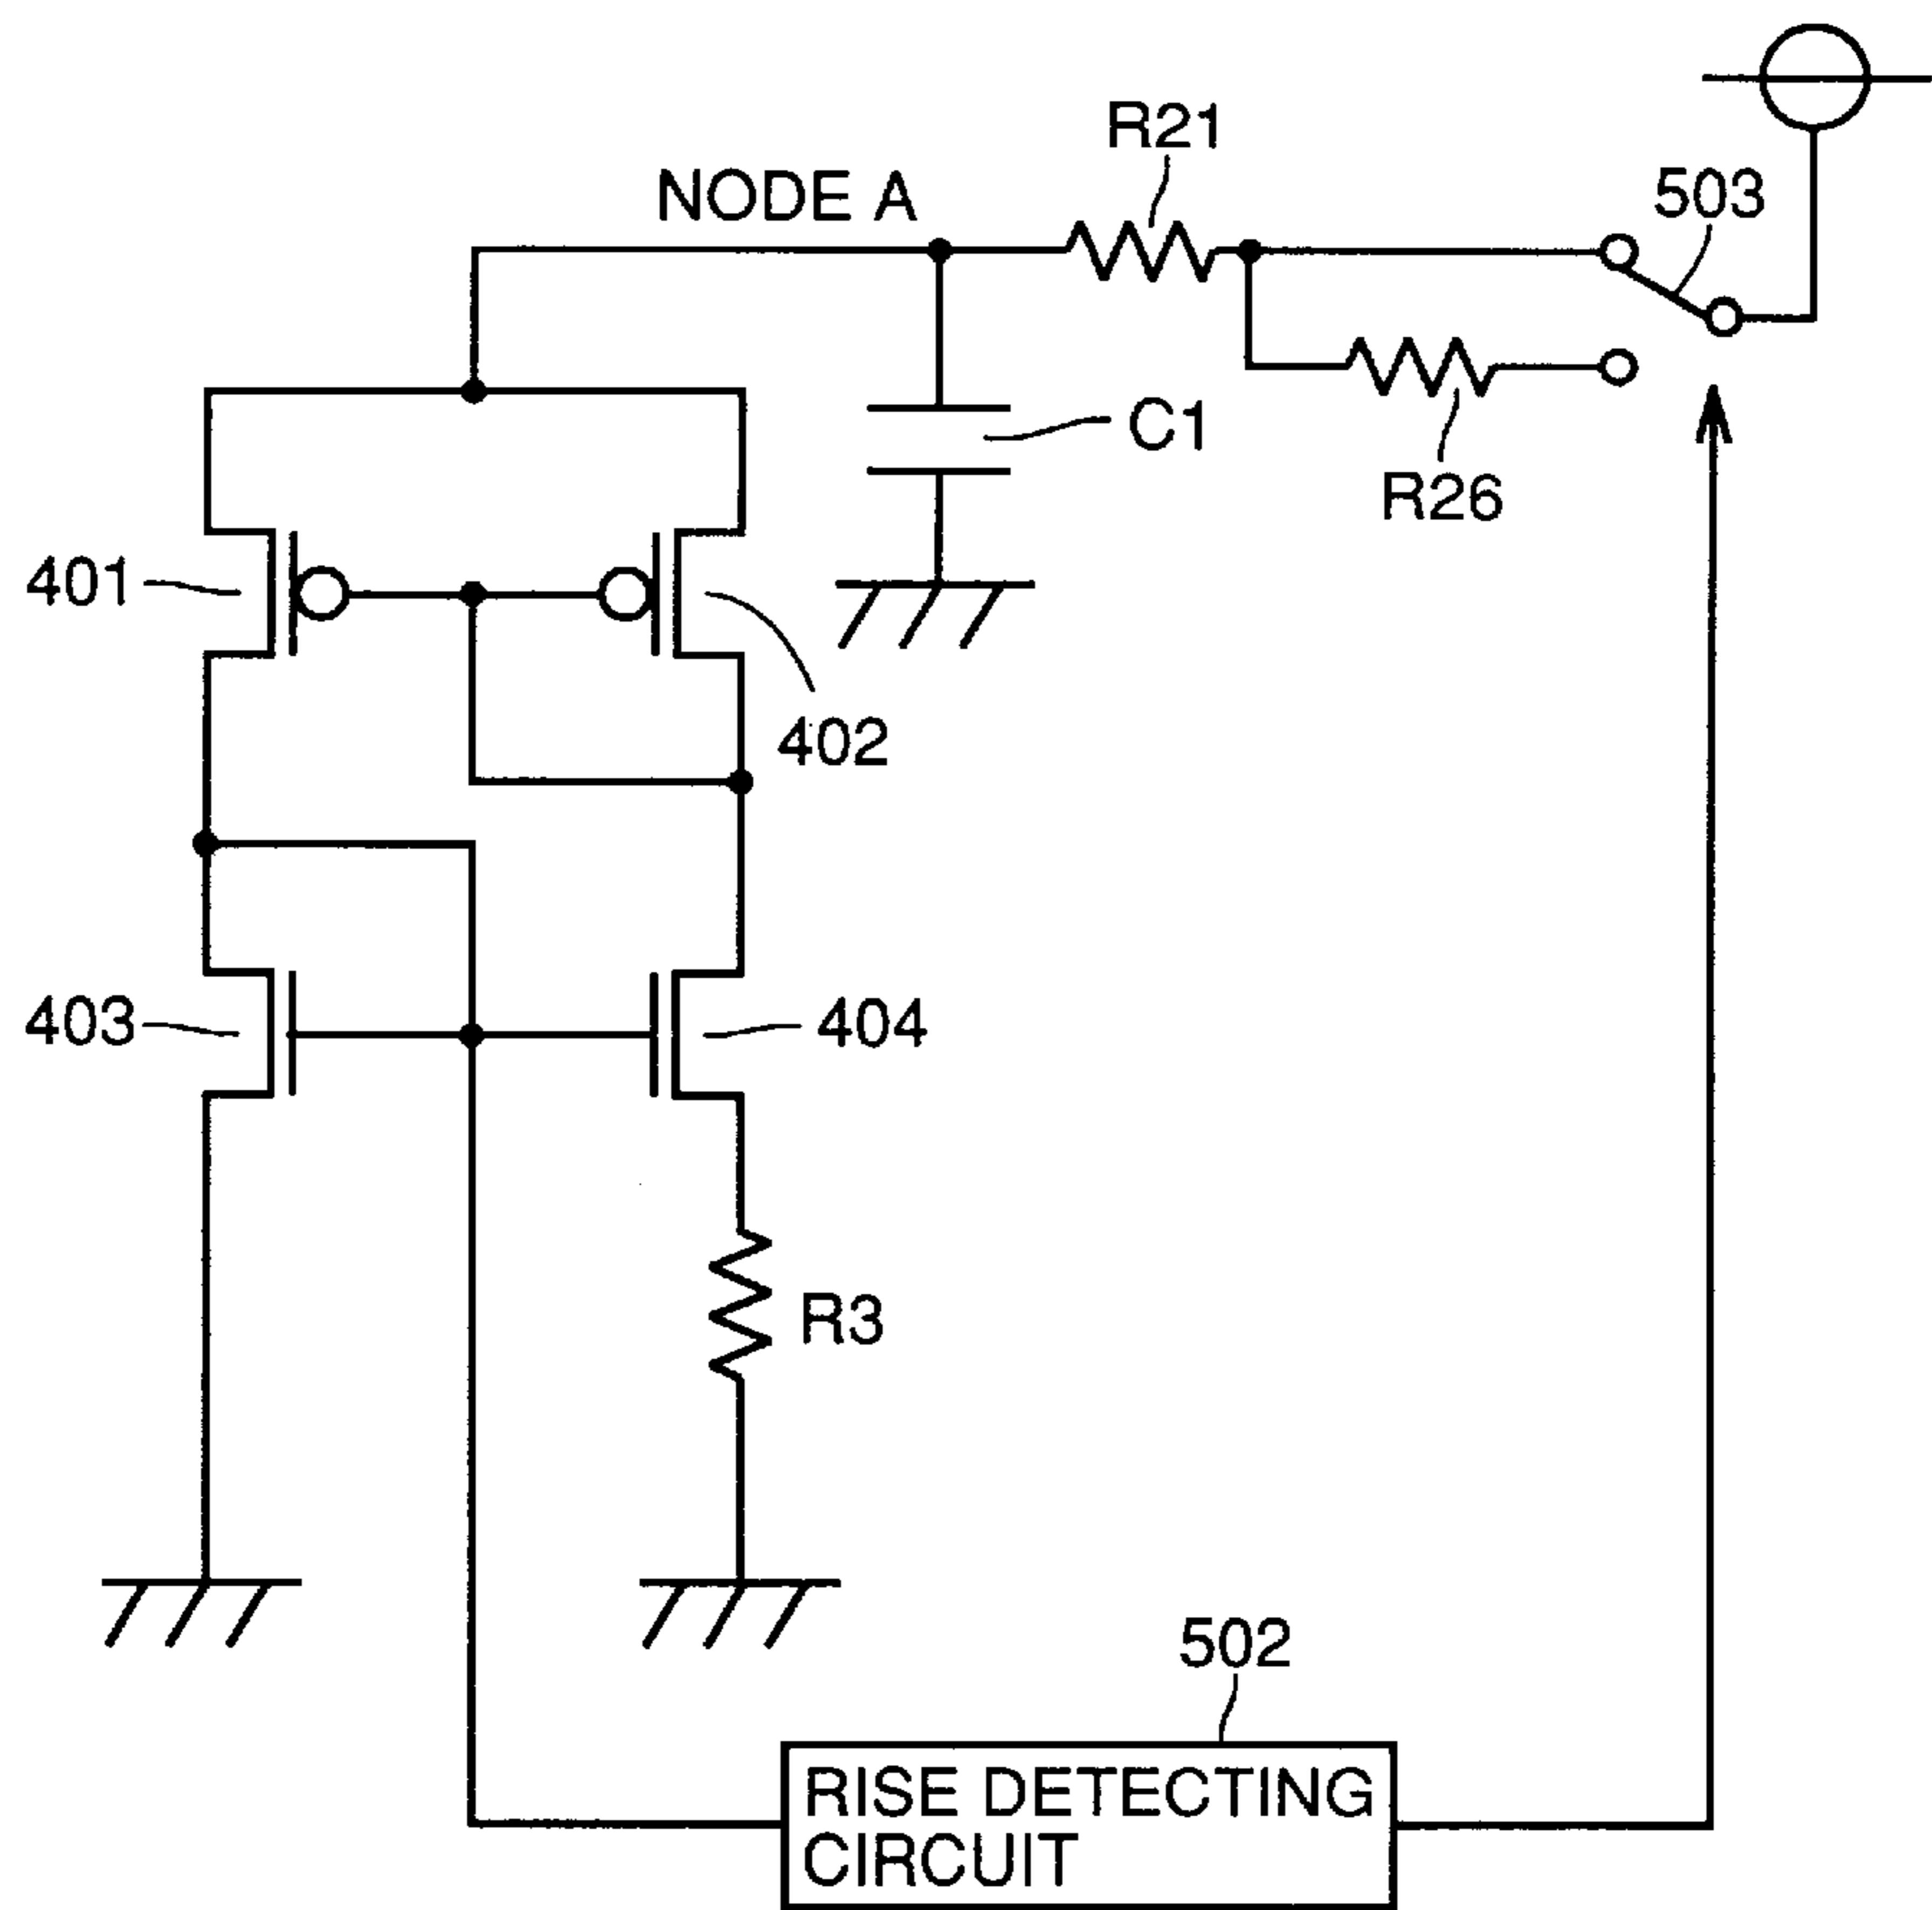 R21
NODE A
503
C1
R26
401
402
403
404
R3
502
RISE DETECTING
CIRCUIT